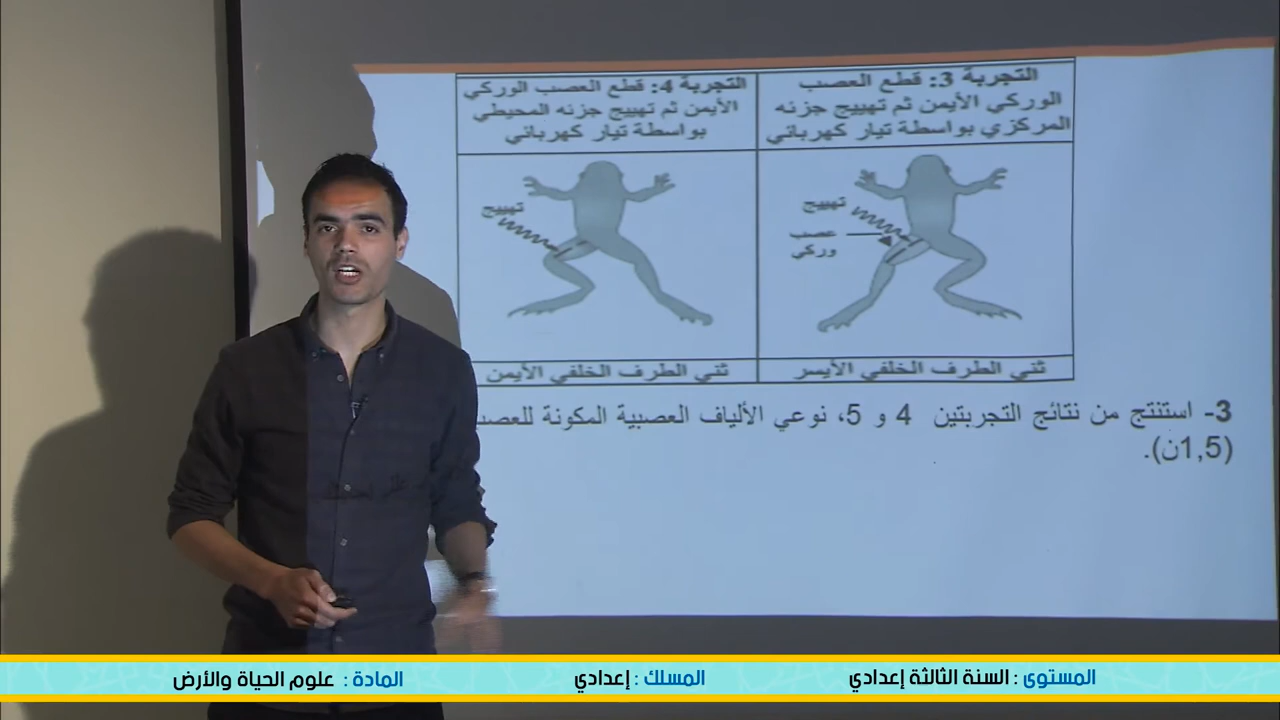 التجربة 3: قطع العصب
الوركي الأيمن ثم تهييج جزئه
المركزي بواسطة تيار كهربائي
التجربة 4: قطع العصب الوركي
الأيمن ثم تهييج جزئه المحيطي
بواسطة تيار كهربائي
تهييج
عصب
وركي
تهييج
ثني الطرف الخلفي الأيسر
ثني الطرف الخلفي الأيمن
3- استنتج من نتائج التجربتين 4 و 5، نوعي الألياف العصبية المكونة للعصب
(1,5ن).
المستوى : السنة الثالثة إعدادي
المسلك : إعدادي
المادة : علوم الحياة والأرض